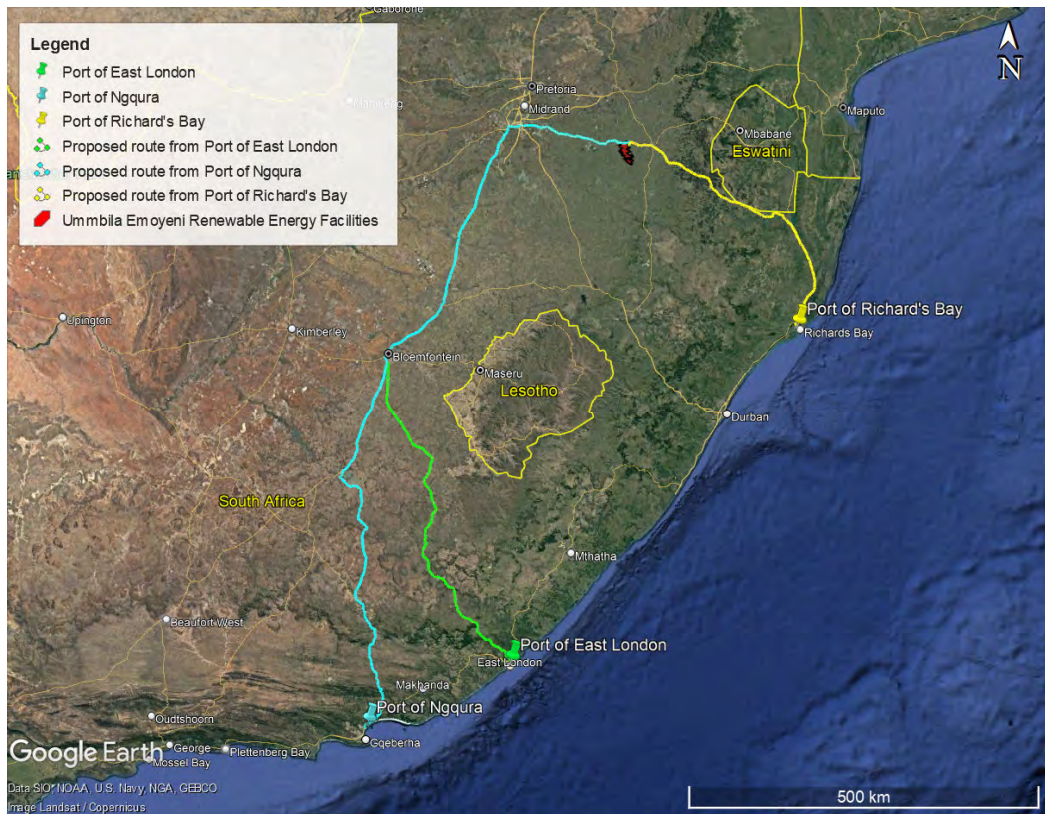 Gaborone
Legend
Port of East London
Port of Ngqura
Port of Richard's Bay
Proposed route from Port of East London
Proposed route from Port of Ngqura
Proposed route from Port of Richard's Bay
Ummbila Emoyeni Renewable Energy Facilities
N
Pretoria
Midrand
Maputo
Mbabane
Eswatini
Port of Richard's Bay
Richards Bay
Upington
Kimberley
Bloemfontein
Maseru
Lesotho
Durban
South Africa
Mthatha
Beaufort West
Port of East London
East London
Makhanda
Port of Ngqura
Oudtshoorn
Gqeberha
George
Plettenberg Bay
Mossel Bay
Google Earth
Data SIO, NOAA, U.S. Navy, NGA, GEBCO
Image Landsat / Copernicus
500 km